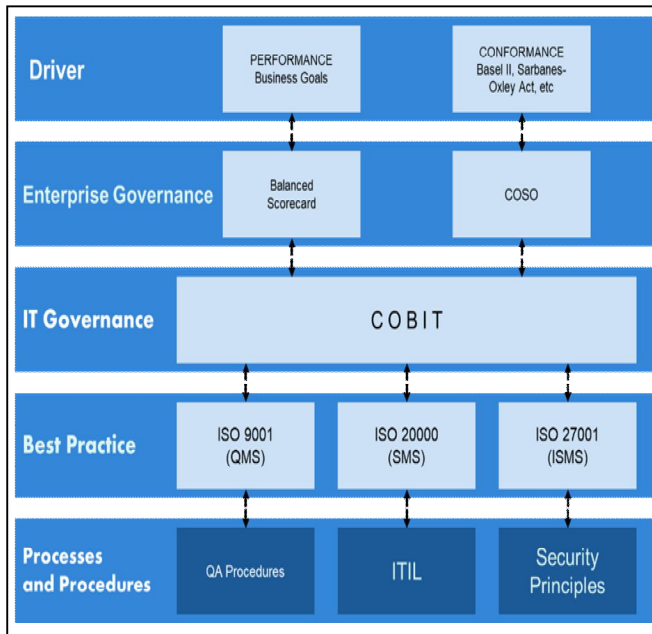 Driver
PERFORMANCE
Business Goals
CONFORMANCE
Basel II, Sarbanes-
Oxley Act, etc
Enterprise Governance
Balanced
Scorecard
COSO
IT Governance
COBIT
Best Practice
ISO 9001
(QMS)
ISO 20000
(SMS)
ISO 27001
(ISMS)
Processes
and Procedures
QA Procedures
ITIL
Security
Principles